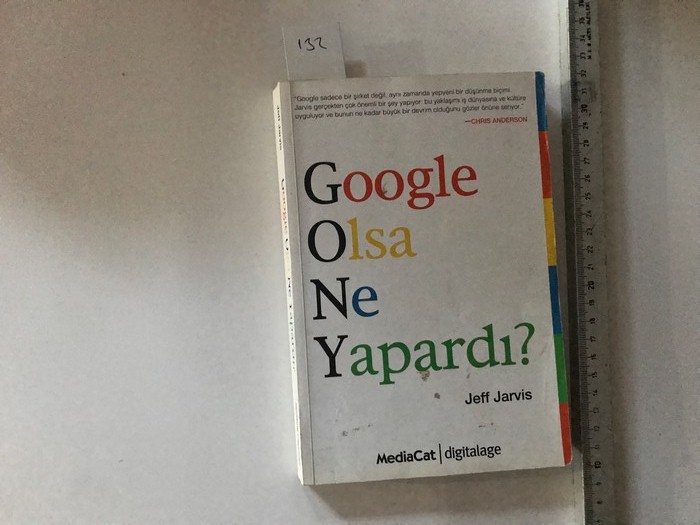 132
"Google sadece bir şirket değil, aynı zamanda yepyeni bir düşünme biçimi.
Jarvis gerçekten çok önemli bir şey yapıyor: bu yaklaşımı iş dünyasına ve kültüre
uyguluyor ve bunun ne kadar büyük bir devrim olduğunu gözler önüne seriyor."
—CHRIS ANDERSON
Google
Olsa
Ne
Yapardı?
Jeff Jarvis
MediaCat | digitalage